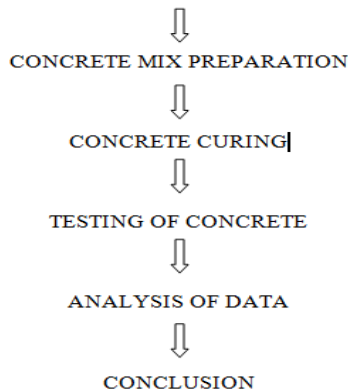 CONCRETE MIX PREPARATION
CONCRETE CURING
TESTING OF CONCRETE
ANALYSIS OF DATA
CONCLUSION